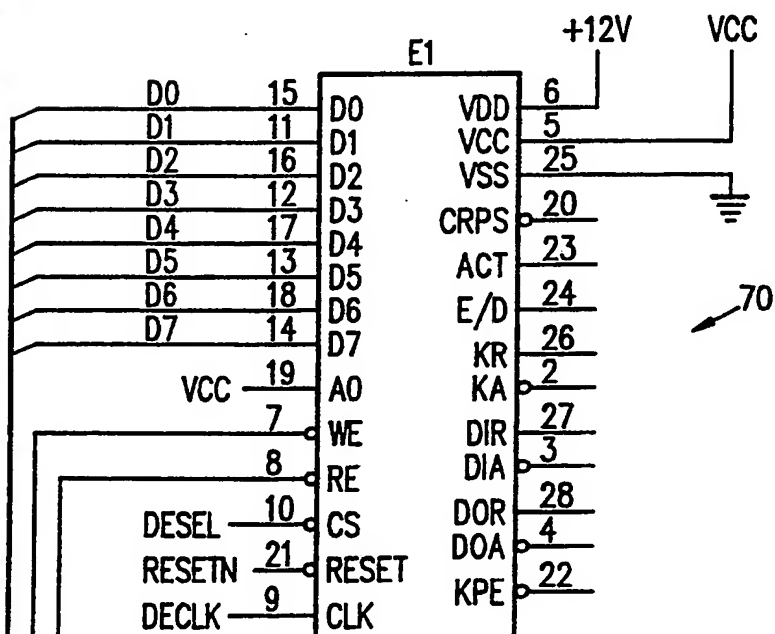 +12V VCC
E1
D0 15 D0 VDD 6
D1 11 D1 VCC 5
D2 16 D2 VSS 25
D3 12 D3 CRPS 20
D4 17 D4 ACT 23
D5 13 D5 E/D 24
D6 18 D6 KR 26
D7 14 D7 KA 2
VCC 19 A0 DIR 27
7 WE DIA 3
8 RE DOR 28
DESEL 10 CS DOA 4
RESETN 21 RESET KPE 22
DECLK 9 CLK
70